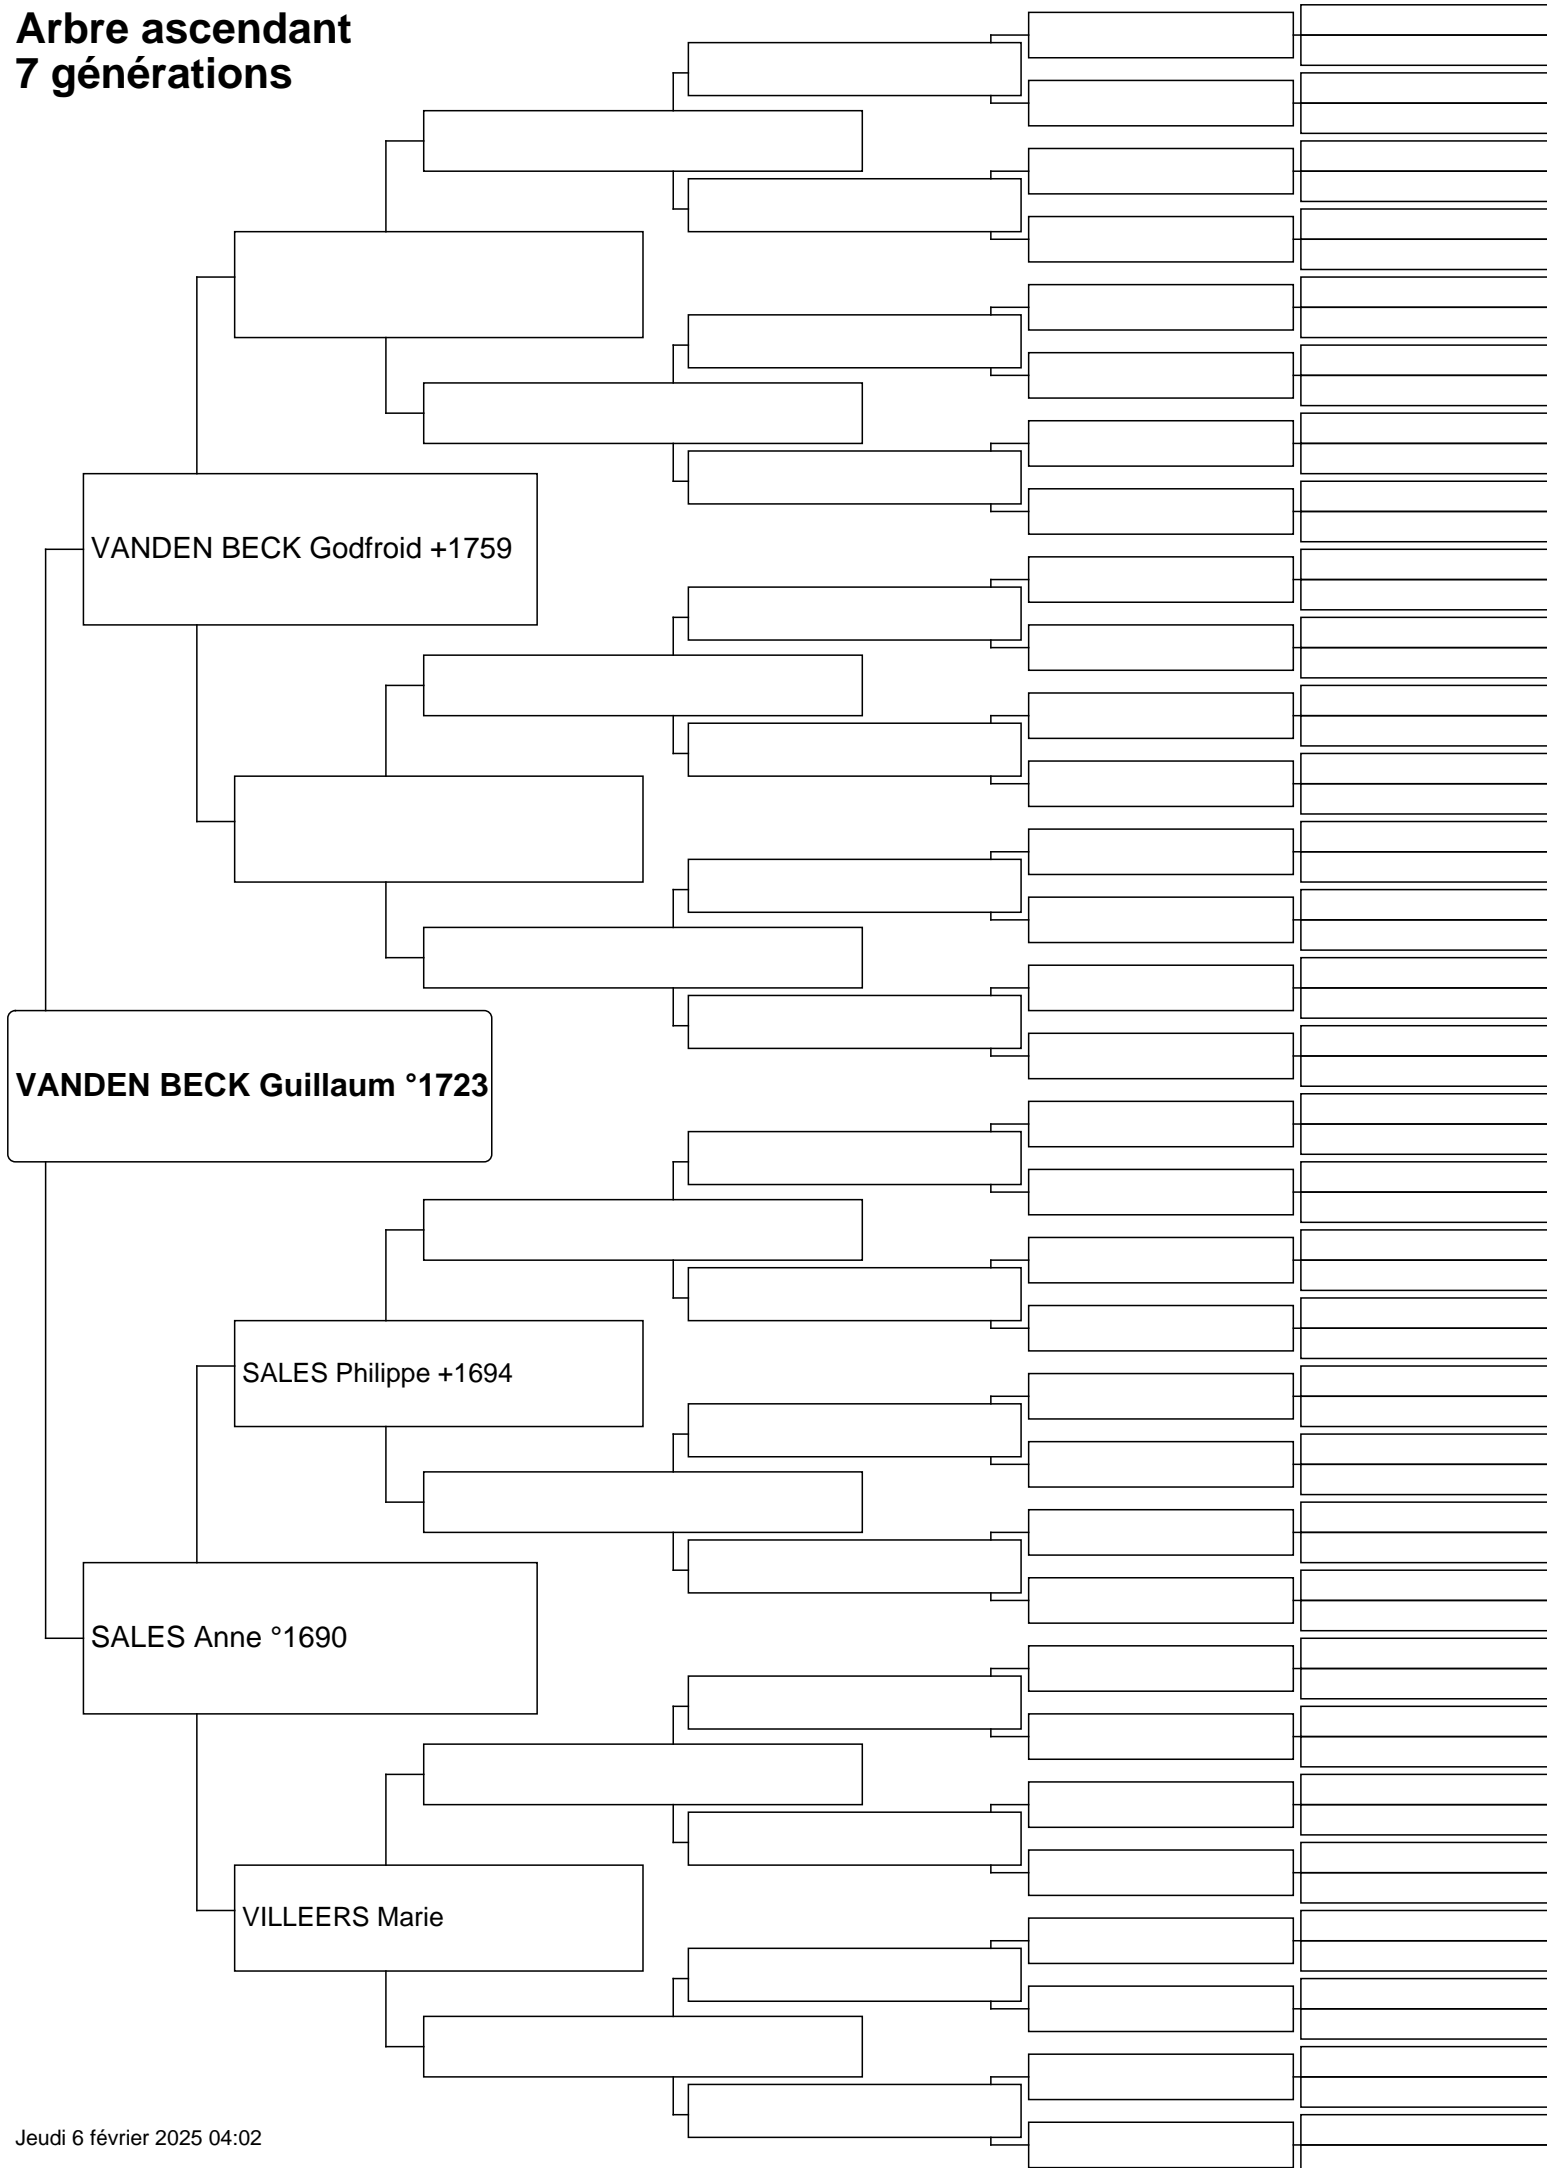 Arbre ascendant
7 générations
VANDEN BECK Godfroid +1759
VANDEN BECK Guillaum °1723
SALES Philippe +1694
SALES Anne °1690
VILLEERS Marie
Jeudi 6 février 2025 04:02